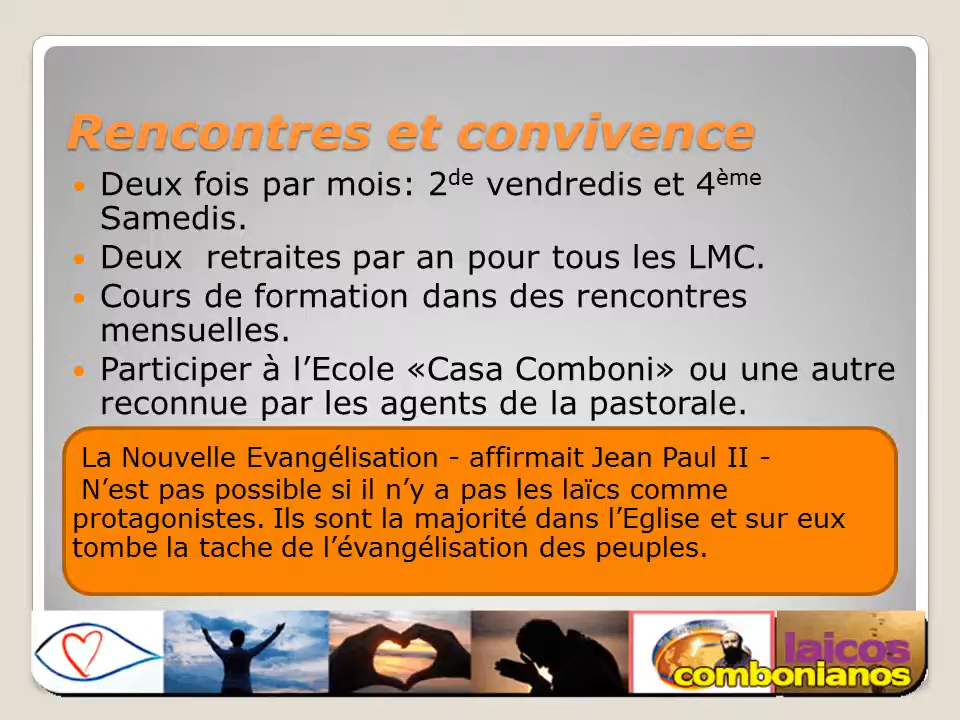 Rencontres et convivence
• Deux fois par mois: 2de vendredis et 4ème
Samedis.
• Deux  retraites par an pour tous les LMC.
• Cours de formation dans des rencontres
mensuelles.
• Participer à l’Ecole «Casa Comboni» ou une autre
reconnue par les agents de la pastorale.
La Nouvelle Evangélisation - affirmait Jean Paul II -
N’est pas possible si il n’y a pas les laïcs comme
protagonistes. Ils sont la majorité dans l’Eglise et sur eux
tombe la tache de l’évangélisation des peuples.
laicos
combonianos